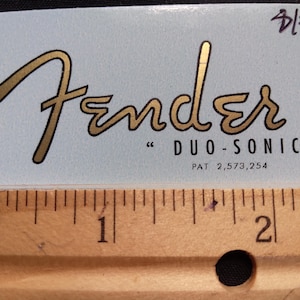 Fender
“ DUO-SONIC
PAT 2,573,254
1 2